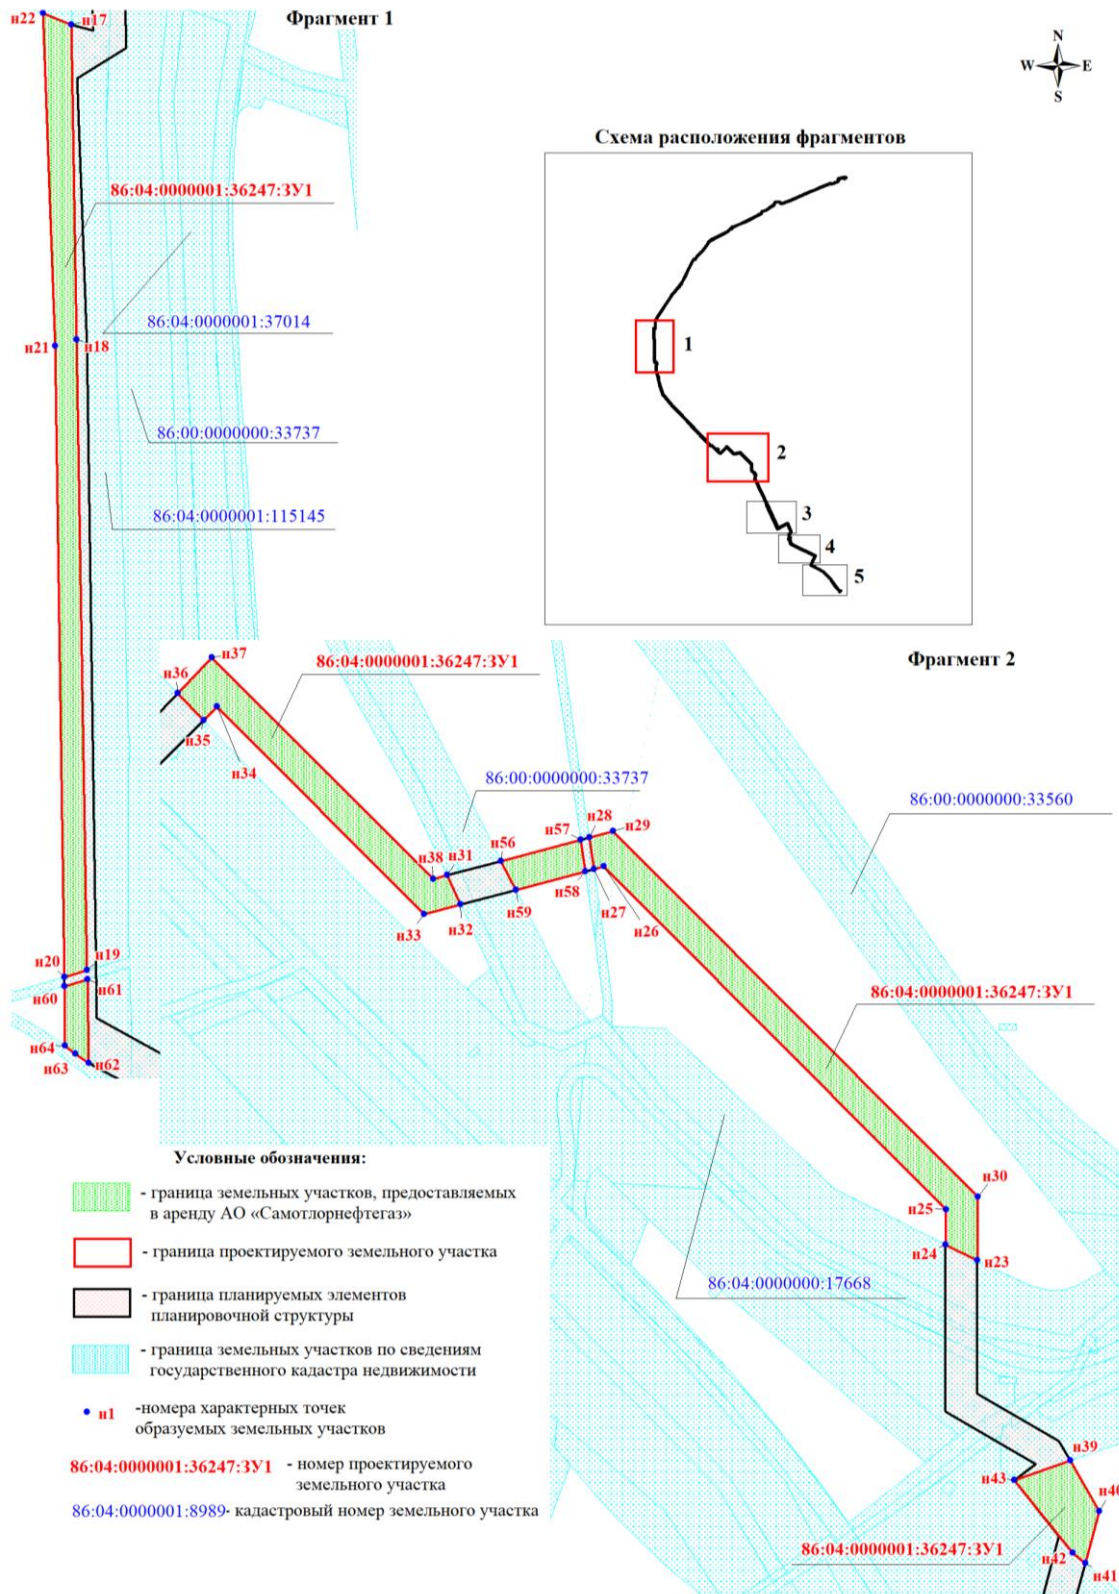 Фрагмент 1
н22
н17
N
W
E
S
Схема расположения фрагментов
86:04:0000001:36247:ЗУ1
86:04:0000001:37014
н21
н18
86:00:0000000:33737
86:04:0000001:115145
1
2
3
4
5
Фрагмент 2
н37
86:04:0000001:36247:ЗУ1
н36
н35
н34
86:00:0000000:33737
86:00:0000000:33560
н28
н57
н29
н56
н31
н38
н58
н27
н59
н32
н33
н26
н20
н19
н60
н61
86:04:0000001:36247:ЗУ1
н64
н63
н62
Условные обозначения:
- граница земельных участков, предоставляемых
в аренду АО «Самотлорнефтегаз»
- граница проектируемого земельного участка
- граница планируемых элементов
планировочной структуры
- граница земельных участков по сведениям
государственного кадастра недвижимости
н1
-номера характерных точек
образуемых земельных участков
86:04:0000001:36247:ЗУ1 - номер проектируемого
земельного участка
86:04:0000001:8989- кадастровый номер земельного участка
н30
н25
н24
н23
86:04:0000000:17668
н39
н43
н40
86:04:0000001:36247:ЗУ1
н42
н41